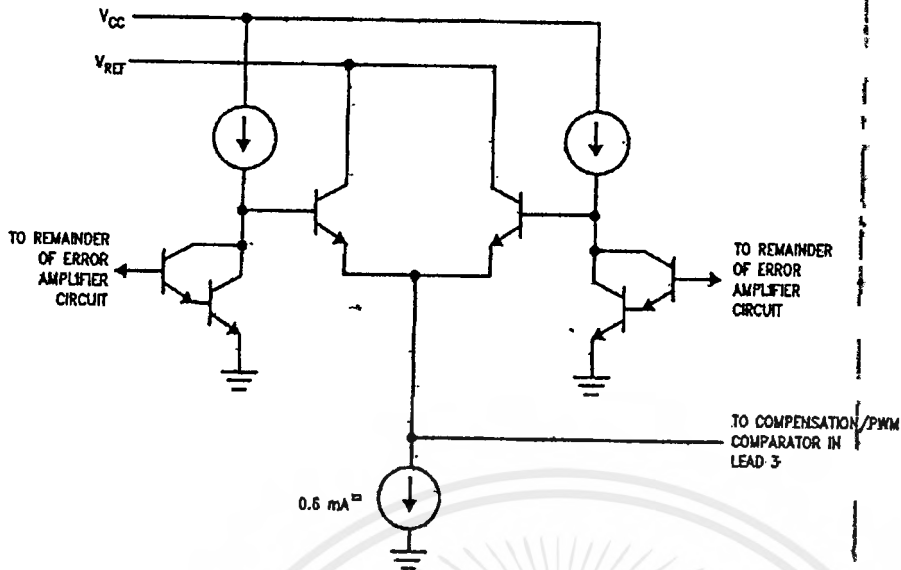 VCC
VREF
TO REMAINDER
OF ERROR
AMPLIFIER
CIRCUIT
TO REMAINDER
OF ERROR
AMPLIFIER
CIRCUIT
TO COMPENSATION/PWM
COMPARATOR IN
LEAD 3
0.6 mA